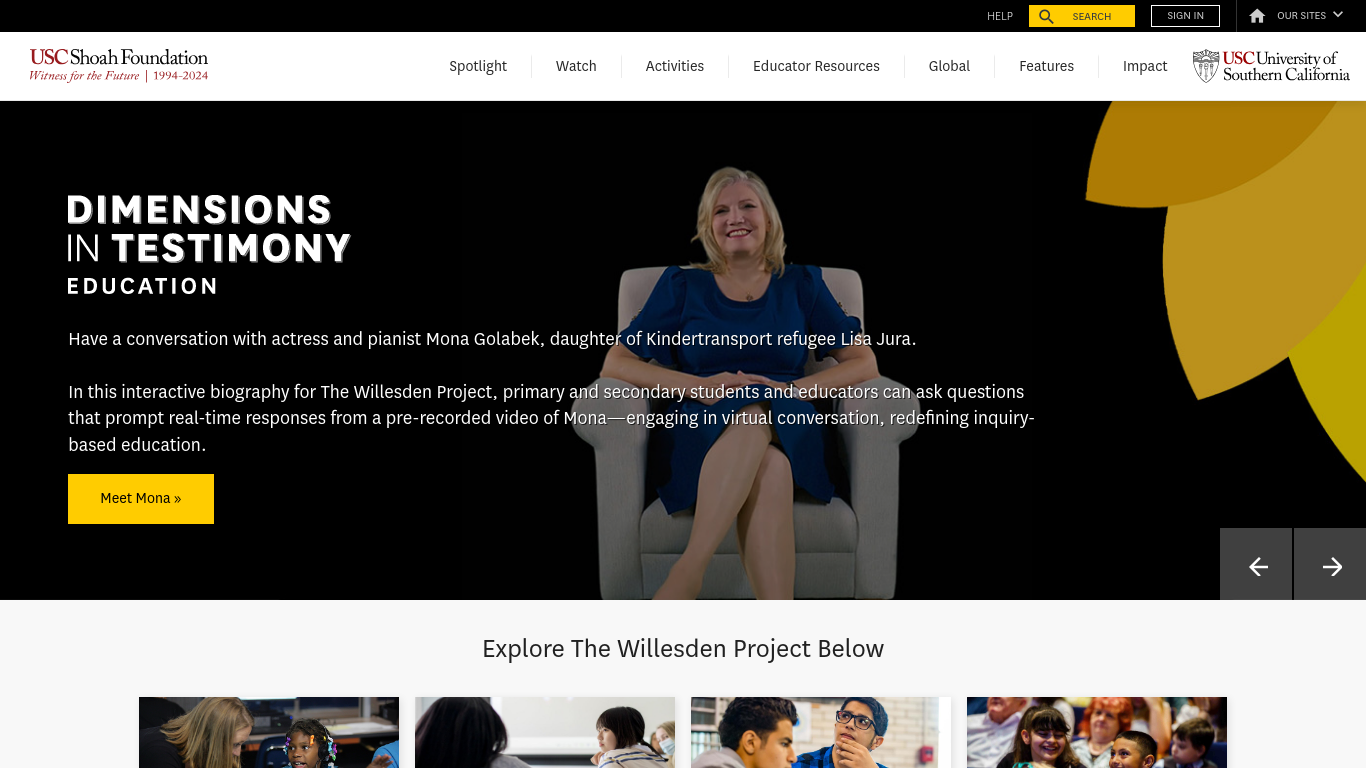 HELP
SEARCH
SIGN IN
OUR SITES
USC Shoah Foundation
Witness for the Future | 1994-2024
Spotlight
Watch
Activities
Educator Resources
Global
Features
Impact
USC University of
Southern California
DIMENSIONS
IN TESTIMONY
EDUCATION
Have a conversation with actress and pianist Mona Golabek, daughter of Kindertransport refugee Lisa Jura.
In this interactive biography for The Willesden Project, primary and secondary students and educators can ask questions
that prompt real-time responses from a pre-recorded video of Mona—engaging in virtual conversation, redefining inquiry-
based education.
Meet Mona »
Explore The Willesden Project Below